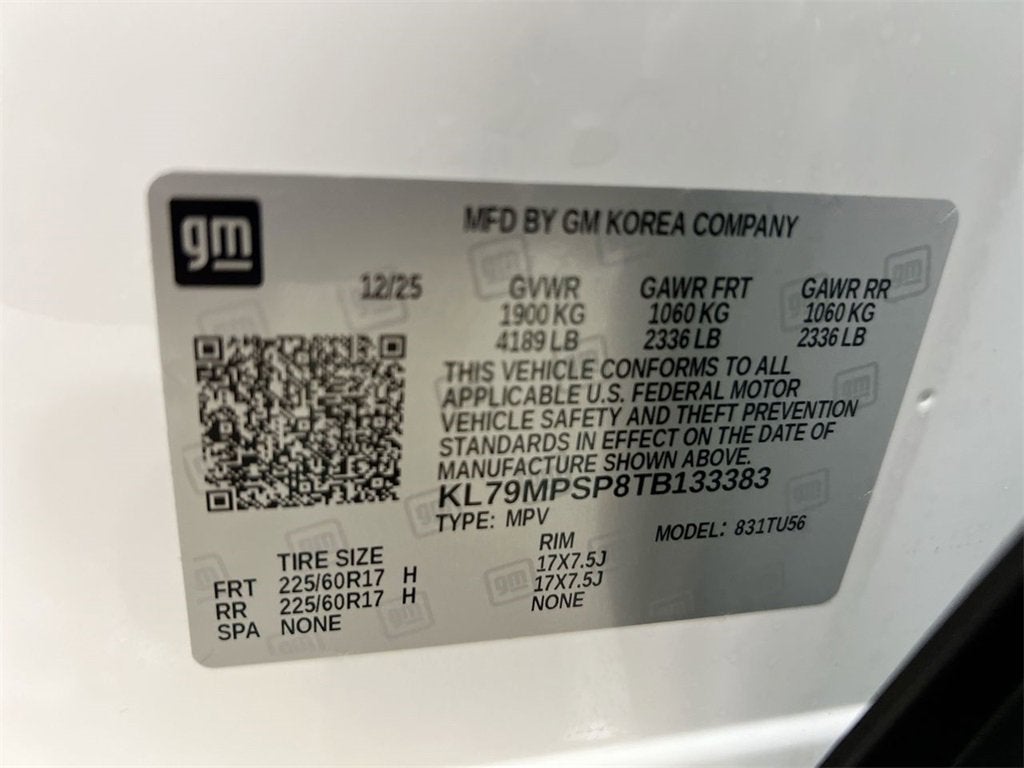 gm
MFD BY GM KOREA COMPANY
12/25 GVWR GAWR FRT GAWR RR
1900 KG 1060 KG 1060 KG
4189 LB 2336 LB 2336 LB
THIS VEHICLE CONFORMS TO ALL
APPLICABLE U.S. FEDERAL MOTOR
VEHICLE SAFETY AND THEFT PREVENTION
STANDARDS IN EFFECT ON THE DATE OF
MANUFACTURE SHOWN ABOVE.
KL79MPSP8TB133383
TYPE: MPV MODEL: 831TU56
TIRE SIZE RIM
FRT 225/60R17 H 17X7.5J
RR 225/60R17 H 17X7.5J
SPA NONE NONE